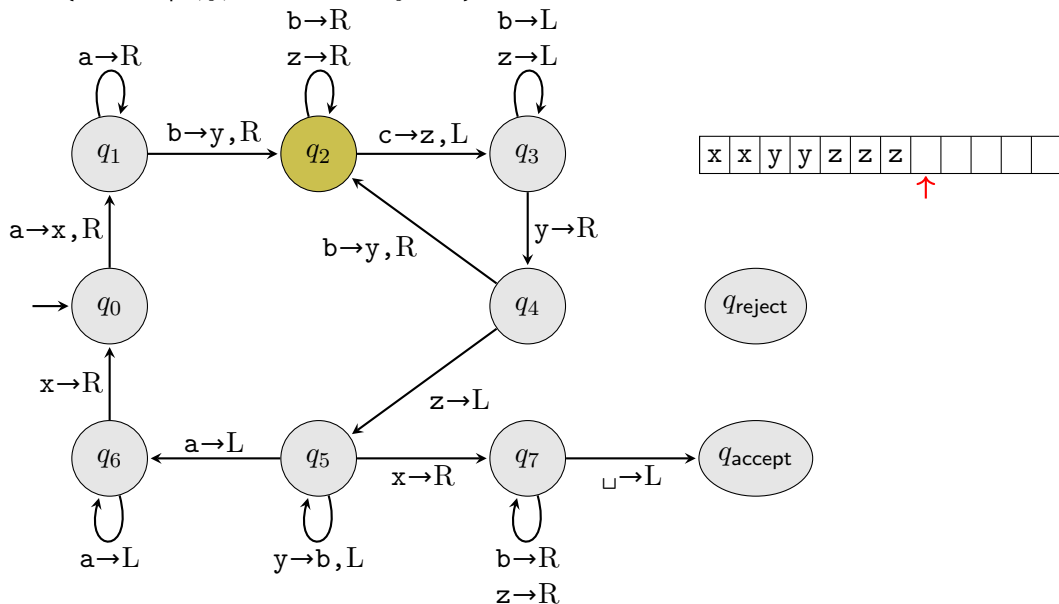 b→R
b→L
a→R
z→R
z→L
q1
b→y,R
q2
c→z,L
q3
x x y y z z z
↑
a→x,R
b→y,R
y→R
q0
q4
qreject
x→R
z→L
q6
a→L
q5
x→R
q7
␣→L
qaccept
a→L
y→b,L
b→R
z→R